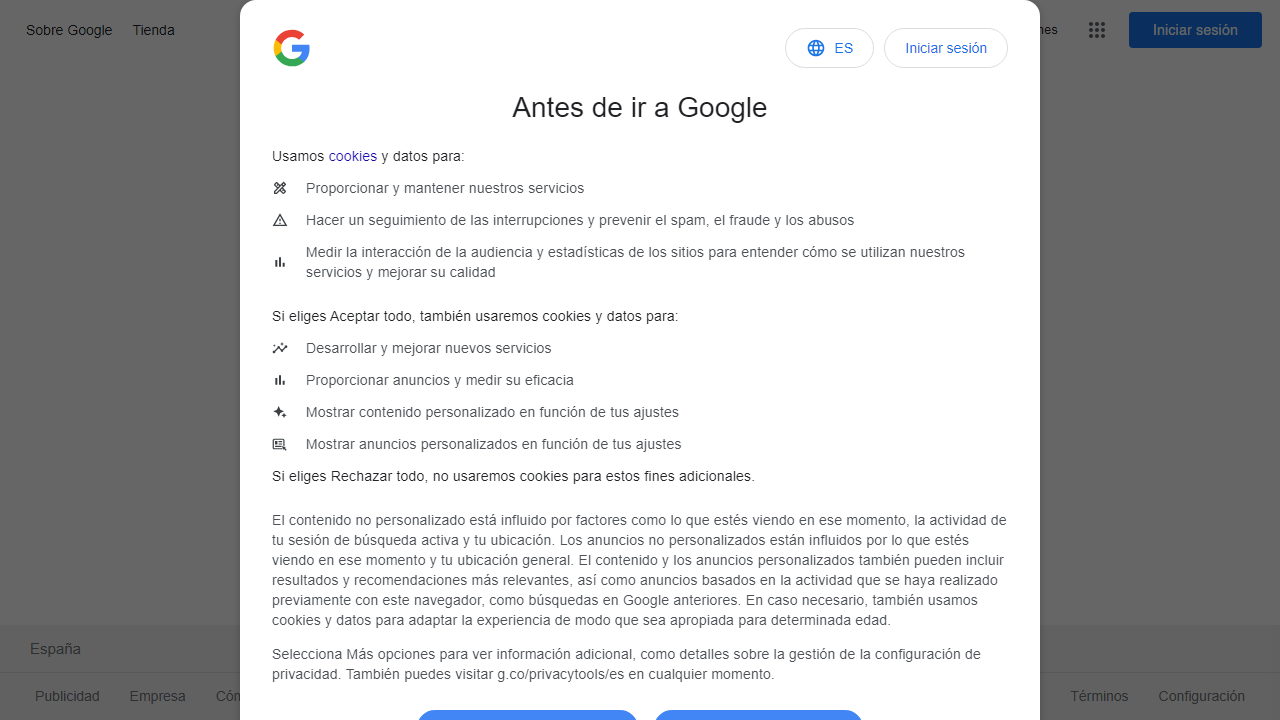 Sobre Google
Tienda
Iniciar sesión
ES
Iniciar sesión
Antes de ir a Google
Usamos cookies y datos para:
Proporcionar y mantener nuestros servicios
Hacer un seguimiento de las interrupciones y prevenir el spam, el fraude y los abusos
Medir la interacción de la audiencia y estadísticas de los sitios para entender cómo se utilizan nuestros
servicios y mejorar su calidad
Si eliges Aceptar todo, también usaremos cookies y datos para:
Desarrollar y mejorar nuevos servicios
Proporcionar anuncios y medir su eficacia
Mostrar contenido personalizado en función de tus ajustes
Mostrar anuncios personalizados en función de tus ajustes
Si eliges Rechazar todo, no usaremos cookies para estos fines adicionales.
El contenido no personalizado está influido por factores como lo que estés viendo en ese momento, la actividad de
tu sesión de búsqueda activa y tu ubicación. Los anuncios no personalizados están influidos por lo que estés
viendo en ese momento y tu ubicación general. El contenido y los anuncios personalizados también pueden incluir
resultados y recomendaciones más relevantes, así como anuncios basados en la actividad que se haya realizado
previamente con este navegador, como búsquedas en Google anteriores. En caso necesario, también usamos
cookies y datos para adaptar la experiencia de modo que sea apropiada para determinada edad.
Selecciona Más opciones para ver información adicional, como detalles sobre la gestión de la configuración de
privacidad. También puedes visitar g.co/privacytools/es en cualquier momento.
España
Publicidad
Empresa
Términos
Configuración